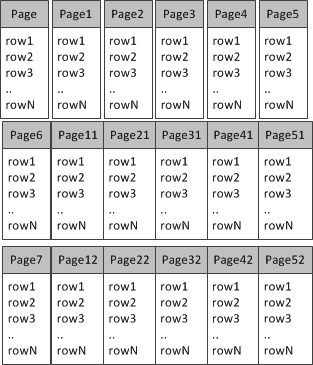 Page Page1 Page2 Page3 Page4 Page5
row1 row1 row1 row1 row1 row1
row2 row2 row2 row2 row2 row2
row3 row3 row3 row3 row3 row3
.. .. .. .. .. ..
rowN rowN rowN rowN rowN rowN
Page6 Page11 Page21 Page31 Page41 Page51
row1 row1 row1 row1 row1 row1
row2 row2 row2 row2 row2 row2
row3 row3 row3 row3 row3 row3
.. .. .. .. .. ..
rowN rowN rowN rowN rowN rowN
Page7 Page12 Page22 Page32 Page42 Page52
row1 row1 row1 row1 row1 row1
row2 row2 row2 row2 row2 row2
row3 row3 row3 row3 row3 row3
.. .. .. .. .. ..
rowN rowN rowN rowN rowN rowN